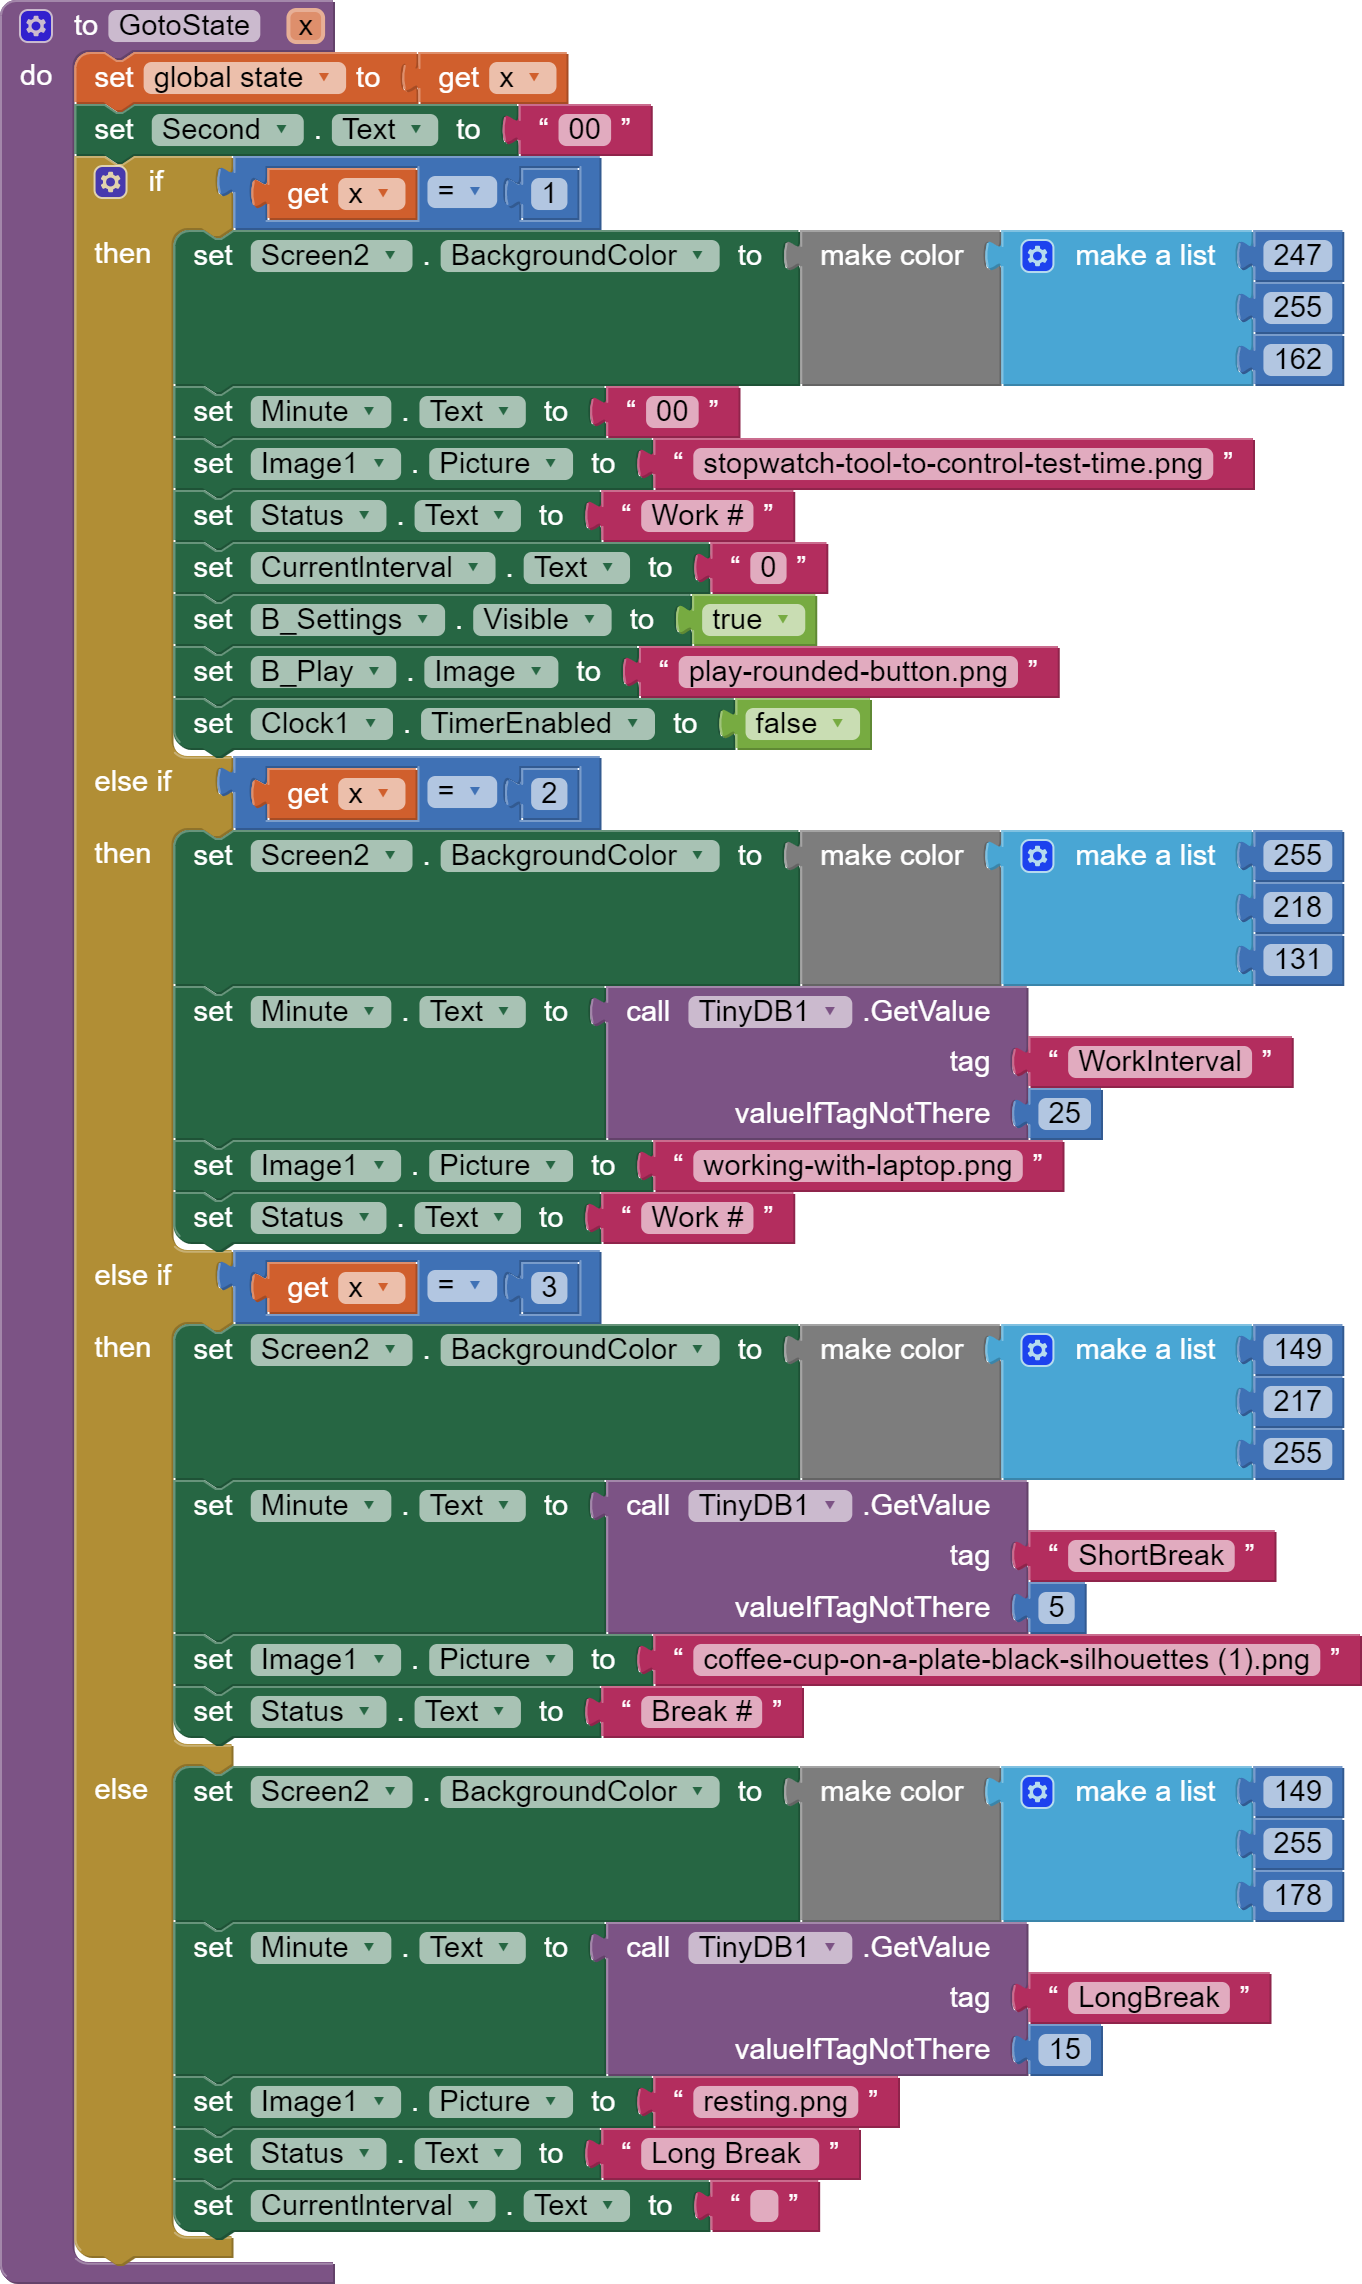 to GotoState x
do set global state to get x
set Second . Text to “ 00 ”
if get x = 1
then set Screen2 . BackgroundColor to make color make a list 247
255
162
set Minute . Text to “ 00 ”
set Image1 . Picture to “ stopwatch-tool-to-control-test-time.png ”
set Status . Text to “ Work # ”
set CurrentInterval . Text to “ 0 ”
set B_Settings . Visible to true
set B_Play . Image to “ play-rounded-button.png ”
set Clock1 . TimerEnabled to false
else if get x = 2
then set Screen2 . BackgroundColor to make color make a list 255
218
131
set Minute . Text to call TinyDB1 .GetValue
tag “ WorkInterval ”
valueIfTagNotThere 25
set Image1 . Picture to “ working-with-laptop.png ”
set Status . Text to “ Work # ”
else if get x = 3
then set Screen2 . BackgroundColor to make color make a list 149
217
255
set Minute . Text to call TinyDB1 .GetValue
tag “ ShortBreak ”
valueIfTagNotThere 5
set Image1 . Picture to “ coffee-cup-on-a-plate-black-silhouettes (1).png ”
set Status . Text to “ Break # ”
else set Screen2 . BackgroundColor to make color make a list 149
255
178
set Minute . Text to call TinyDB1 .GetValue
tag “ LongBreak ”
valueIfTagNotThere 15
set Image1 . Picture to “ resting.png ”
set Status . Text to “ Long Break ”
set CurrentInterval . Text to “ ”